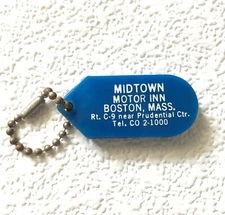 MIDTOWN
MOTOR INN
BOSTON, MASS.
Rt. C-9 near Prudential Ctr.
Tel. CO 2-1000